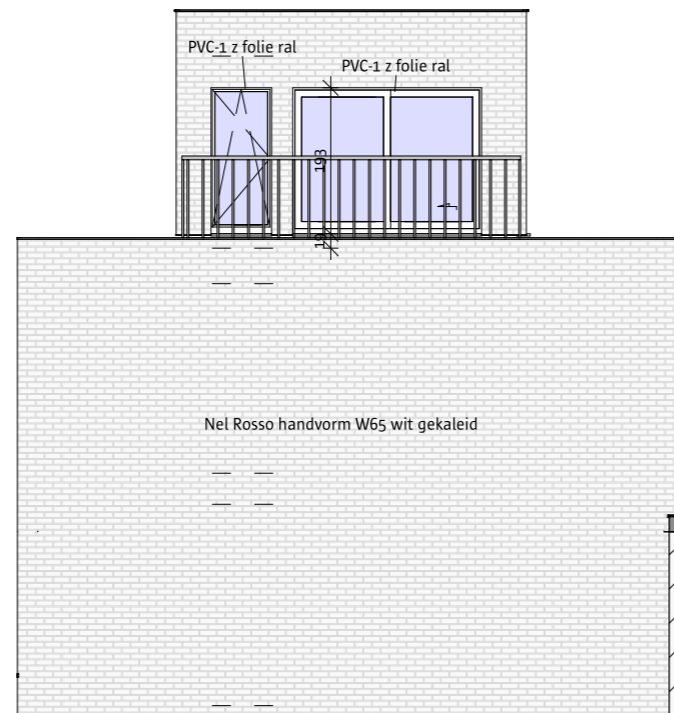 PVC-1 z folie ral
PVC-1 z folie ral
193
19
Nel Rosso handvorm W65 wit gekaleid